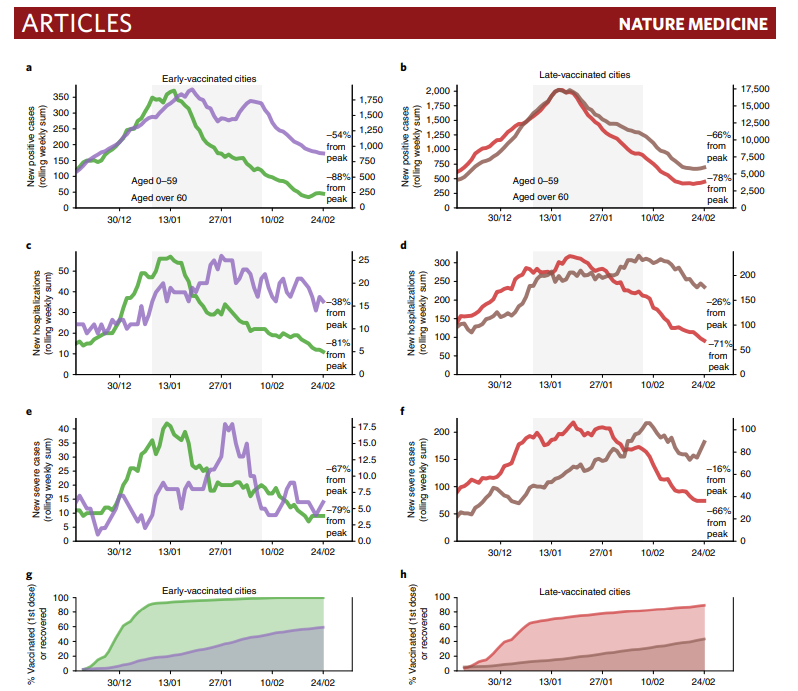 ARTICLES NATURE MEDICINE
a b
Early-vaccinated cities
Late-vaccinated cities
New positive cases
(rolling weekly sum)
350
300
250
200
150
100
50
0
1,750
1,500
1,250
1,000
750
500
250
0
–54%
from
peak
–88%
from
peak
Aged 0–59
Aged over 60
30/12 13/01 27/01 10/02 24/02
New positive cases
(rolling weekly sum)
2,000
1,750
1,500
1,250
1,000
750
500
250
0
17,500
15,000
12,500
10,000
7,500
5,000
2,500
0
–66%
from
peak
–78%
from
peak
Aged 0–59
Aged over 60
30/12 13/01 27/01 10/02 24/02
c d
New hospitalizations
(rolling weekly sum)
50
40
30
20
10
0
25
20
15
10
5
0
–38%
from
peak
–81%
from
peak
30/12 13/01 27/01 10/02 24/02
New hospitalizations
(rolling weekly sum)
300
250
200
150
100
50
0
200
150
100
50
0
–26%
from
peak
–71%
from
peak
30/12 13/01 27/01 10/02 24/02
e f
New severe cases
(rolling weekly sum)
40
35
30
25
20
15
10
5
0
17.5
15.0
12.5
10.0
7.5
5.0
2.5
0.0
–67%
from
peak
–79%
from
peak
30/12 13/01 27/01 10/02 24/02
New severe cases
(rolling weekly sum)
200
150
100
50
0
100
80
60
40
20
0
–16%
from
peak
–66%
from
peak
30/12 13/01 27/01 10/02 24/02
g h
Early-vaccinated cities
Late-vaccinated cities
% Vaccinated (1st dose)
or recovered
100
80
60
40
20
0
30/12 13/01 27/01 10/02 24/02
% Vaccinated (1st dose)
or recovered
100
80
60
40
20
0
30/12 13/01 27/01 10/02 24/02